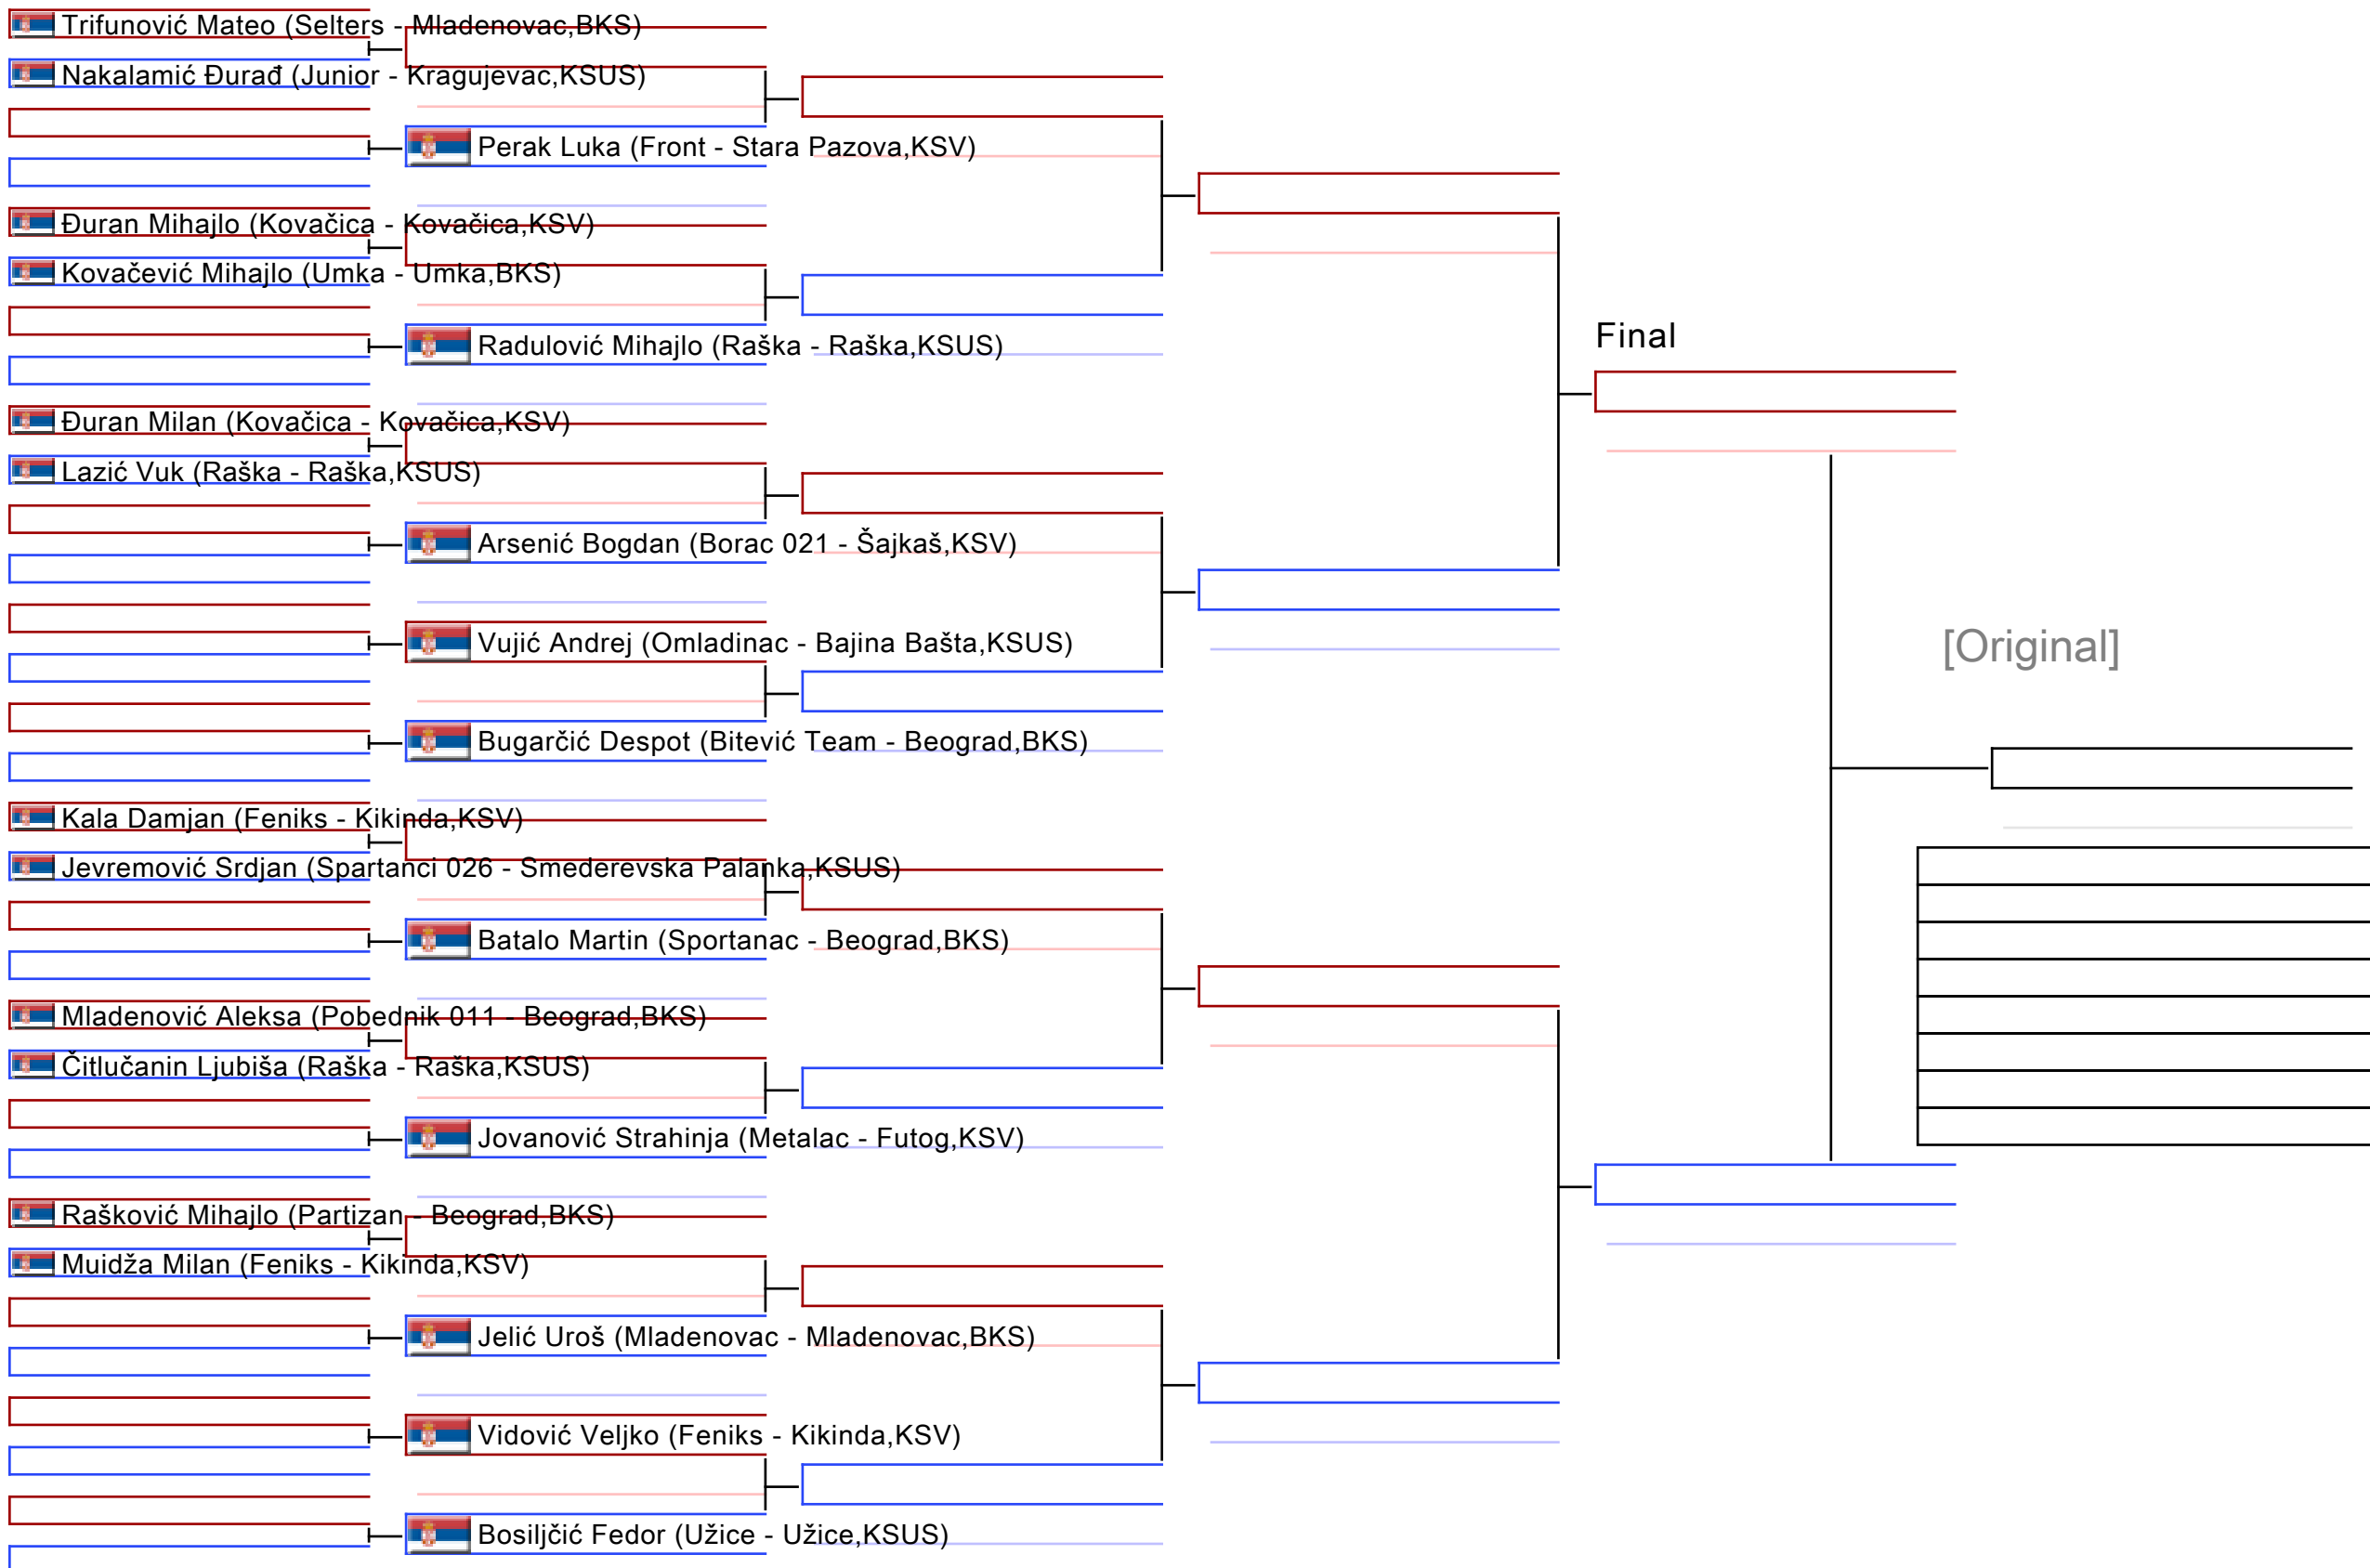 Trifunović Mateo (Selters - Mladenovac,BKS)
Nakalamić Đurađ (Junior - Kragujevac,KSUS)
Perak Luka (Front - Stara Pazova,KSV)
Đuran Mihajlo (Kovačica - Kovačica,KSV)
Kovačević Mihajlo (Umka - Umka,BKS)
Radulović Mihajlo (Raška - Raška,KSUS)
Đuran Milan (Kovačica - Kovačica,KSV)
Lazić Vuk (Raška - Raška,KSUS)
Arsenić Bogdan (Borac 021 - Šajkaš,KSV)
Vujić Andrej (Omladinac - Bajina Bašta,KSUS)
Bugarčić Despot (Bitević Team - Beograd,BKS)
Kala Damjan (Feniks - Kikinda,KSV)
Jevremović Srdjan (Spartanci 026 - Smederevska Palanka,KSUS)
Batalo Martin (Sportanac - Beograd,BKS)
Mladenović Aleksa (Pobednik 011 - Beograd,BKS)
Čitlučanin Ljubiša (Raška - Raška,KSUS)
Jovanović Strahinja (Metalac - Futog,KSV)
Rašković Mihajlo (Partizan - Beograd,BKS)
Muidža Milan (Feniks - Kikinda,KSV)
Jelić Uroš (Mladenovac - Mladenovac,BKS)
Vidović Veljko (Feniks - Kikinda,KSV)
Bosiljčić Fedor (Užice - Užice,KSUS)
Final
[Original]